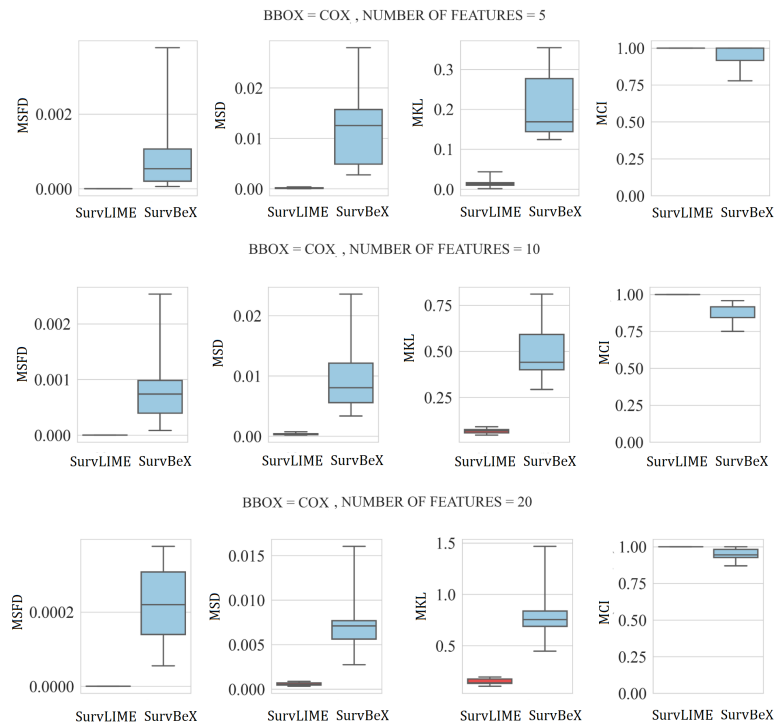 BBOX = COX , NUMBER OF FEATURES = 5
MSFD
0.002
0.000
SurvLIME SurvBeX
MSD
0.02
0.01
0.00
SurvLIME SurvBeX
MKL
0.3
0.2
0.1
0.0
SurvLIME SurvBeX
MCI
1.00
0.75
0.50
0.25
0.00
SurvLIME SurvBeX
BBOX = COX , NUMBER OF FEATURES = 10
MSFD
0.002
0.001
0.000
SurvLIME SurvBeX
MSD
0.02
0.01
0.00
SurvLIME SurvBeX
MKL
0.75
0.50
0.25
SurvLIME SurvBeX
MCI
1.00
0.75
0.50
0.25
0.00
SurvLIME SurvBeX
BBOX = COX , NUMBER OF FEATURES = 20
MSFD
0.0002
0.0000
SurvLIME SurvBeX
MSD
0.015
0.010
0.005
0.000
SurvLIME SurvBeX
MKL
1.5
1.0
0.5
SurvLIME SurvBeX
MCI
1.00
0.75
0.50
0.25
0.00
SurvLIME SurvBeX